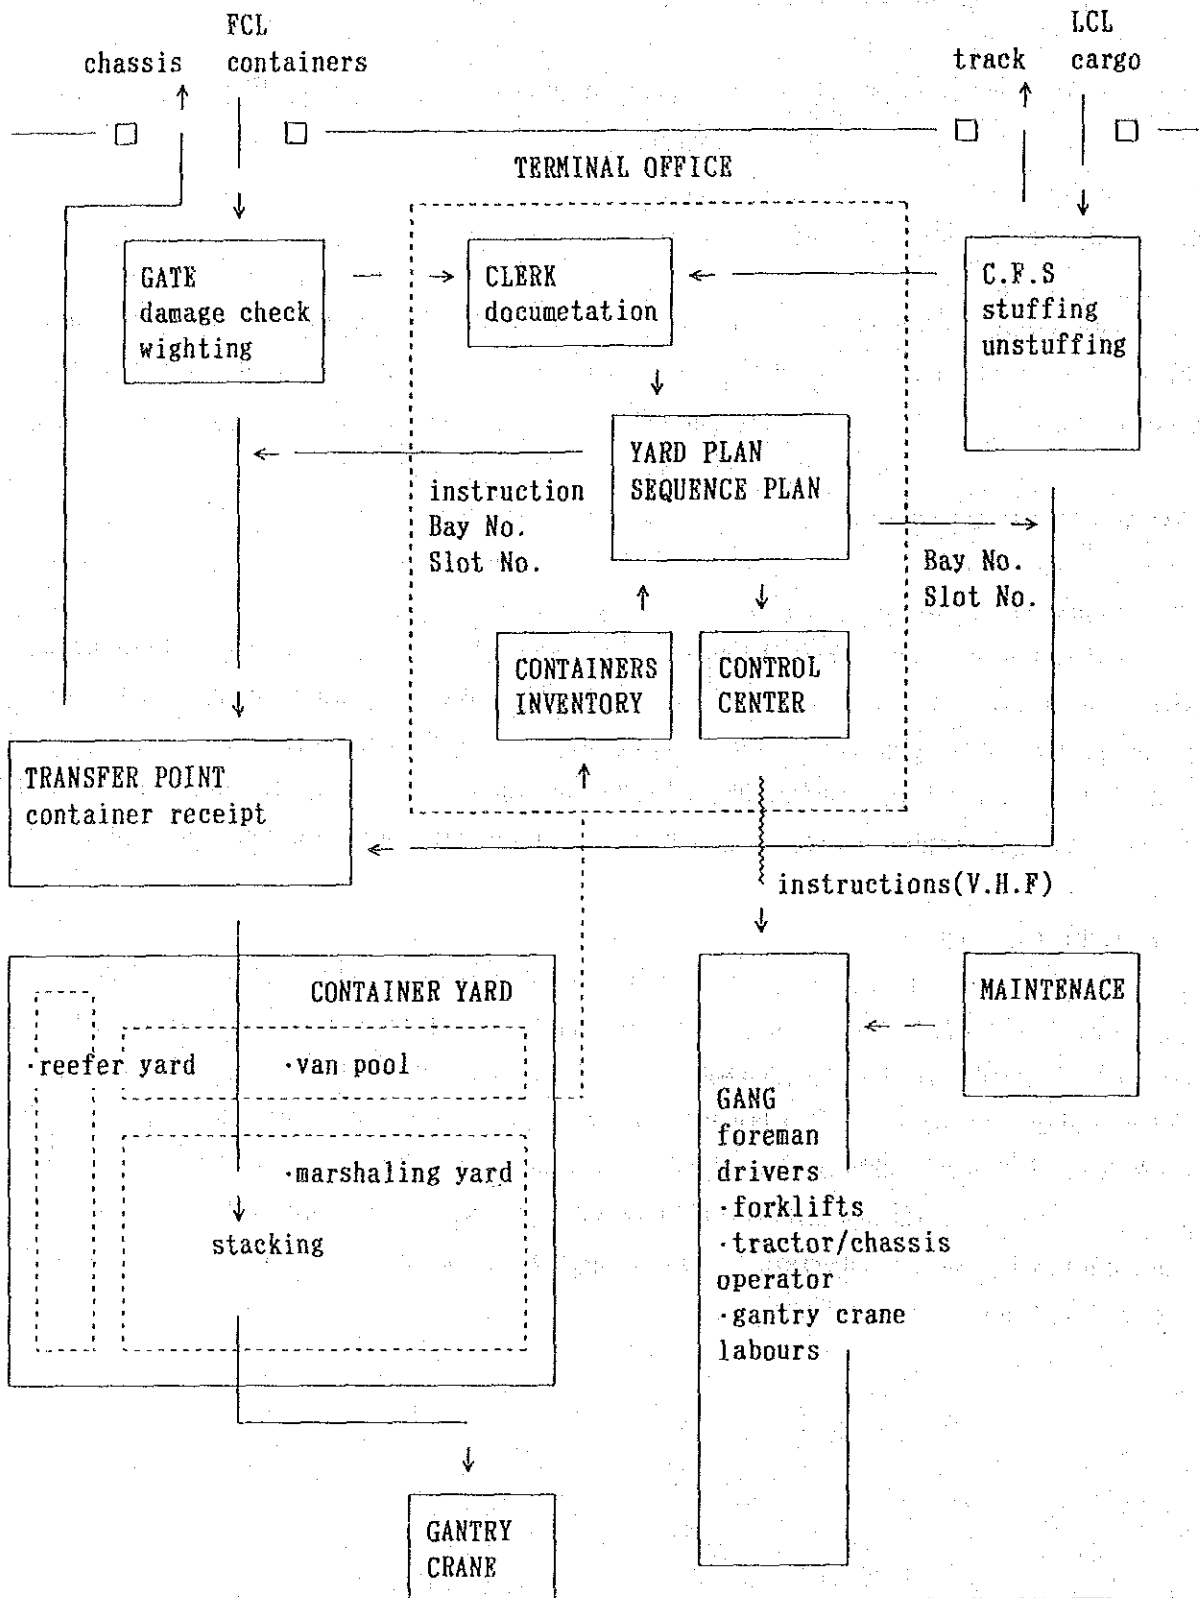 FCL
chassis containers
LCL
track cargo
TERMINAL OFFICE
GATE
damage check
wighting
CLERK
documetation
C.F.S
stuffing
unstuffing
YARD PLAN
SEQUENCE PLAN
instruction
Bay No.
Slot No.
Bay No.
Slot No.
CONTAINERS
INVENTORY
CONTROL
CENTER
TRANSFER POINT
container receipt
instructions(V.H.F)
CONTAINER YARD
·reefer yard
·van pool
·marshaling yard
stacking
MAINTENACE
GANG
foreman
drivers
·forklifts
·tractor/chassis
operator
·gantry crane
labours
GANTRY
CRANE